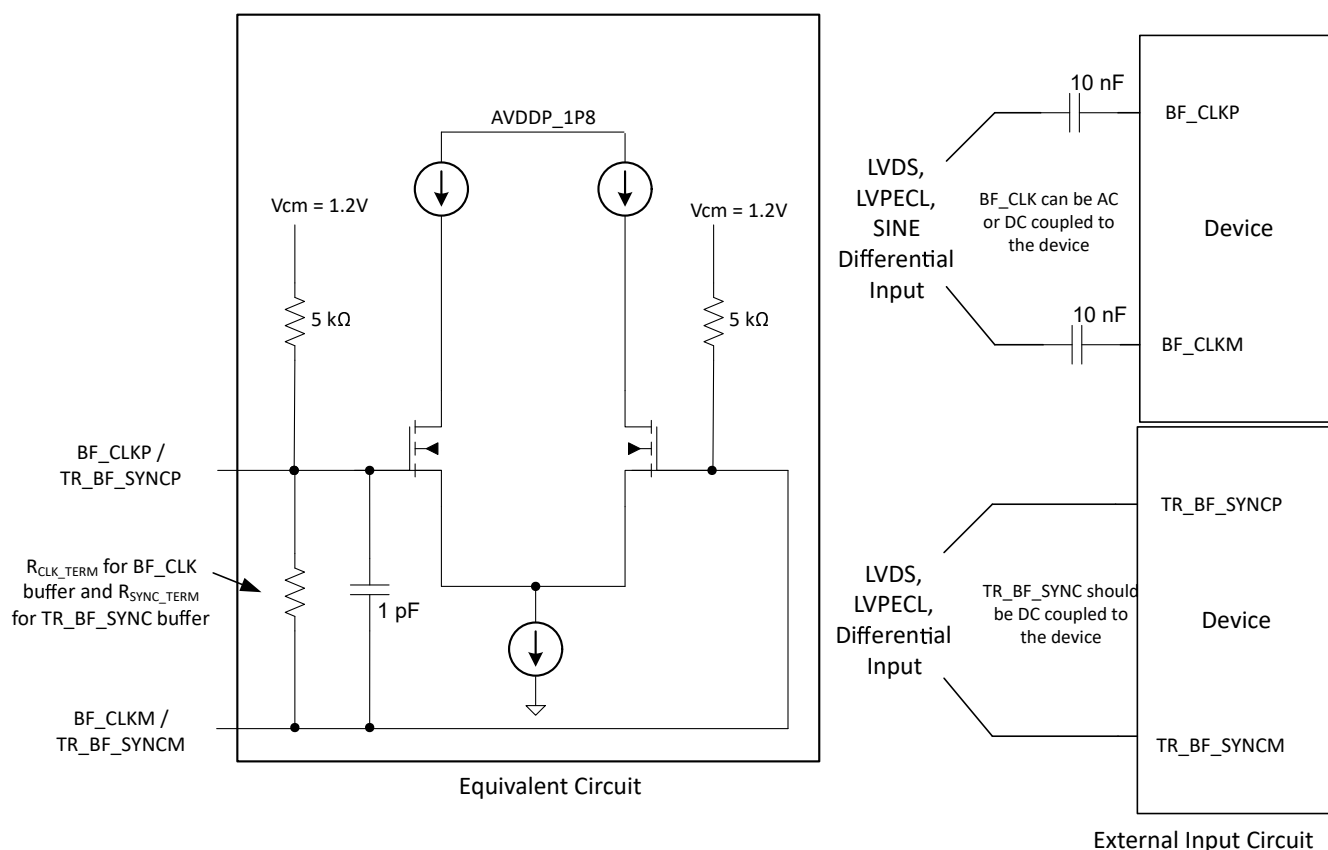 AVDDP_1P8
Vcm = 1.2V
Vcm = 1.2V
5 kΩ
5 kΩ
BF_CLKP /
TR_BF_SYNCP
RCLK_TERM for BF_CLK
buffer and RSYNC_TERM
for TR_BF_SYNC buffer
1 pF
BF_CLKM /
TR_BF_SYNCM
Equivalent Circuit
10 nF
BF_CLKP
LVDS,
LVPECL,
SINE
Differential
Input
BF_CLK can be AC
or DC coupled to
the device
Device
10 nF
BF_CLKM
TR_BF_SYNCP
LVDS,
LVPECL,
Differential
Input
TR_BF_SYNC should
be DC coupled to
the device
Device
TR_BF_SYNCM
External Input Circuit